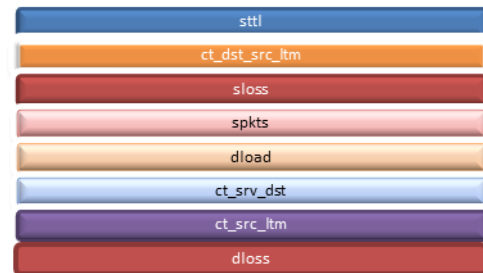 sttl
ct_dst_src_ltm
sloss
spkts
dload
ct_srv_dst
ct_src_ltm
dloss